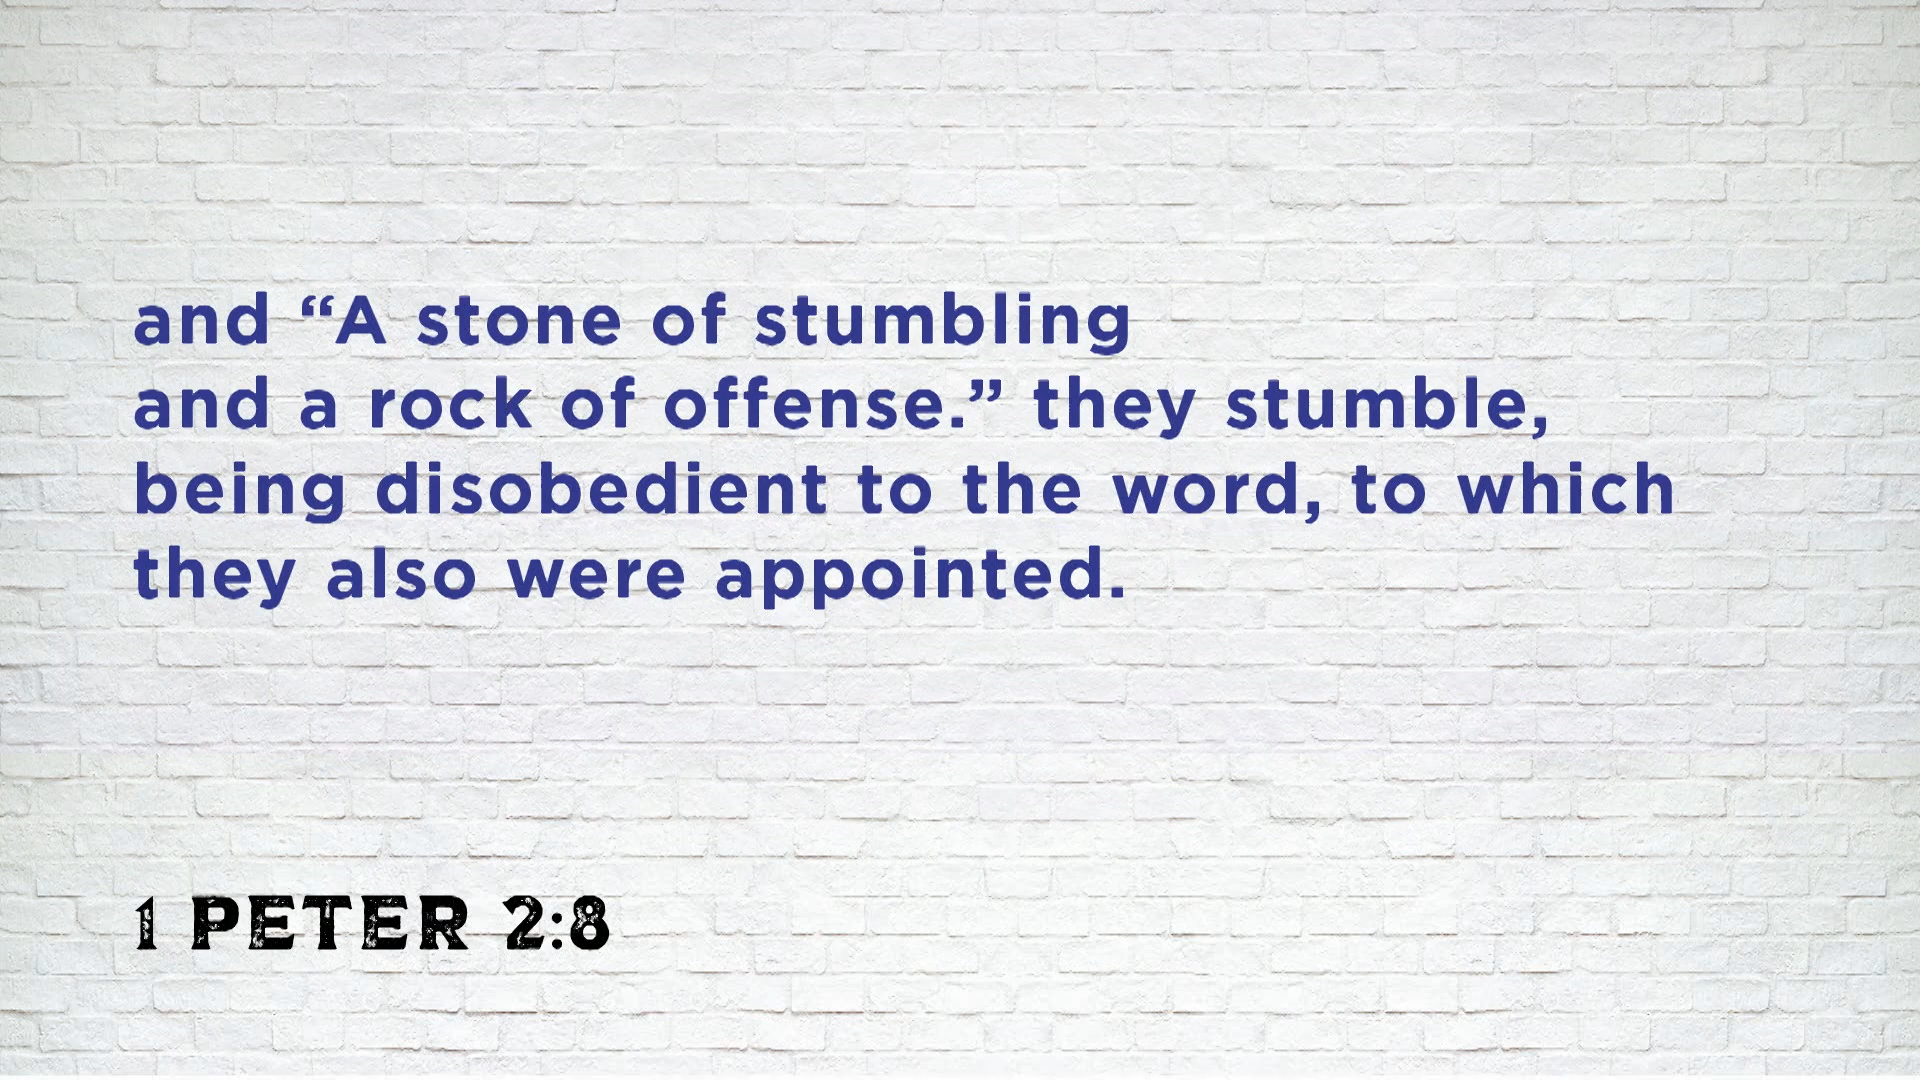 and “A stone of stumbling
and a rock of offense.” they stumble,
being disobedient to the word, to which
they also were appointed.
1 PETER 2:8